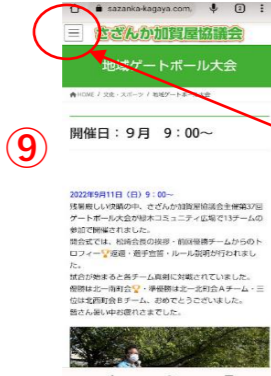 sazanka-kagaya.com,
さざんか加賀屋協議会
地域ゲートボール大会
HOME / 文化・スポーツ / 地域ゲートボール大会
開催日：９月　９：００～
⑨
2022年9月11日（日）9：00～
残暑厳しい快晴の中、さざんか加賀屋協議会主催第37回
ゲートボール大会が緑木コミュニティ広場で13チームの
参加で開催されました。
開会式では、松崎会長の挨拶・前回優勝チームからのト
ロフィー🏆返還・選手宣誓・ルール説明が行われまし
た。
試合が始まると各チーム真剣に対戦されていました。
優勝は北一南町会🏆・準優勝は北一北町会Aチーム・三
位は北西町会Bチーム、おめでとうございました。
皆さん暑い中お疲れさまでした。